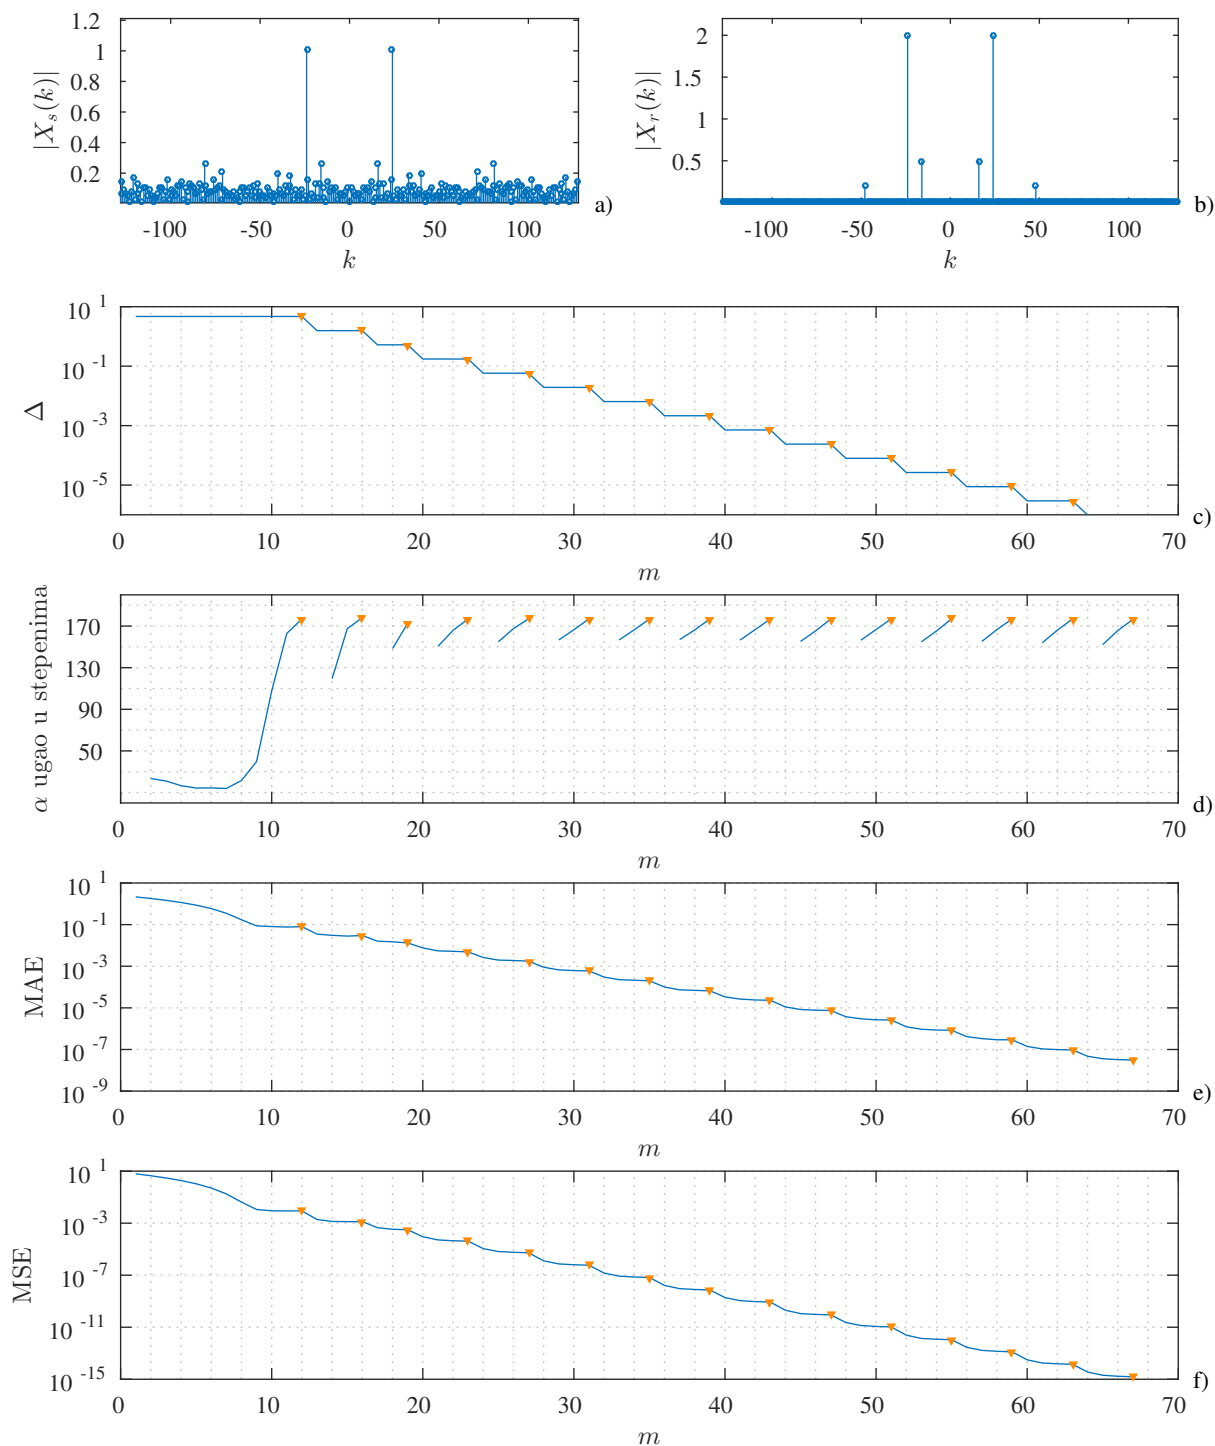 1.2
1
0.8
0.6
0.4
0.2
|X_s(k)|
-100 -50 0 50 100
k
a)
2
1.5
1
0.5
|X_r(k)|
-100 -50 0 50 100
k
b)
10^1
10^-1
10^-3
10^-5
Δ
0 10 20 30 40 50 60 70
m
c)
170
130
90
50
α ugao u stepenima
0 10 20 30 40 50 60 70
m
d)
10^1
10^-1
10^-3
10^-5
10^-7
10^-9
MAE
0 10 20 30 40 50 60 70
m
e)
10^1
10^-3
10^-7
10^-11
10^-15
MSE
0 10 20 30 40 50 60 70
m
f)